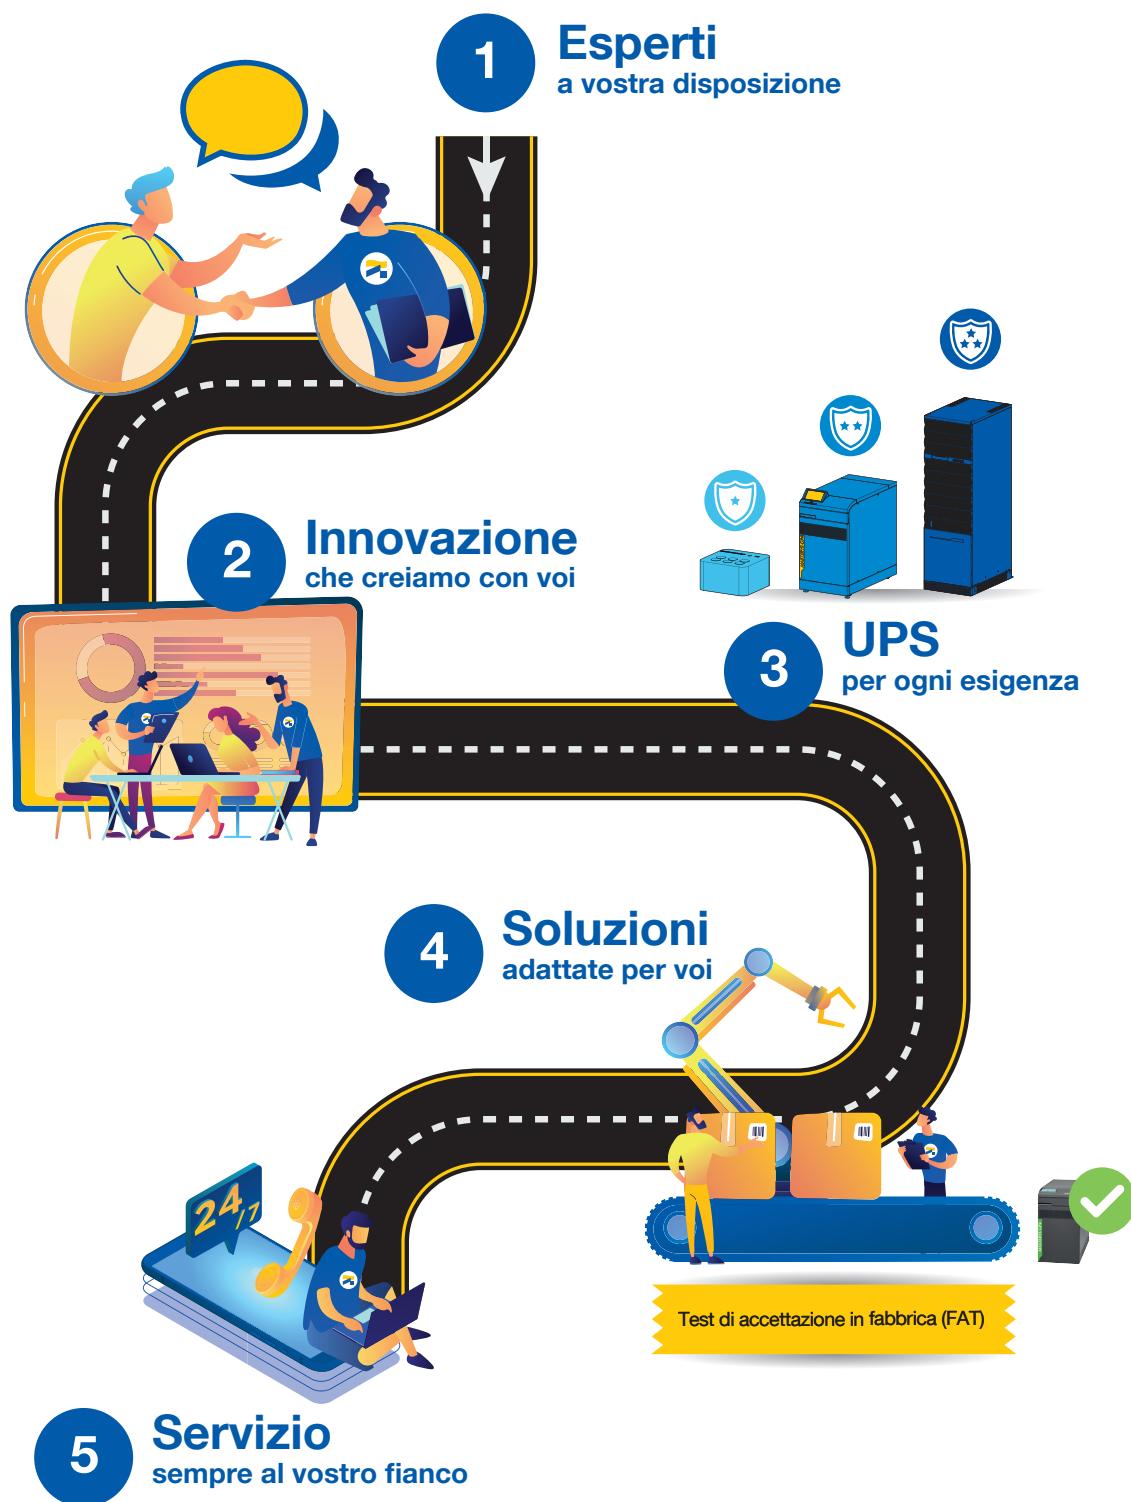 1
Esperti
a vostra disposizione
2
Innovazione
che creiamo con voi
3
UPS
per ogni esigenza
4
Soluzioni
adattate per voi
24
/7
Test di accettazione in fabbrica (FAT)
5
Servizio
sempre al vostro fianco